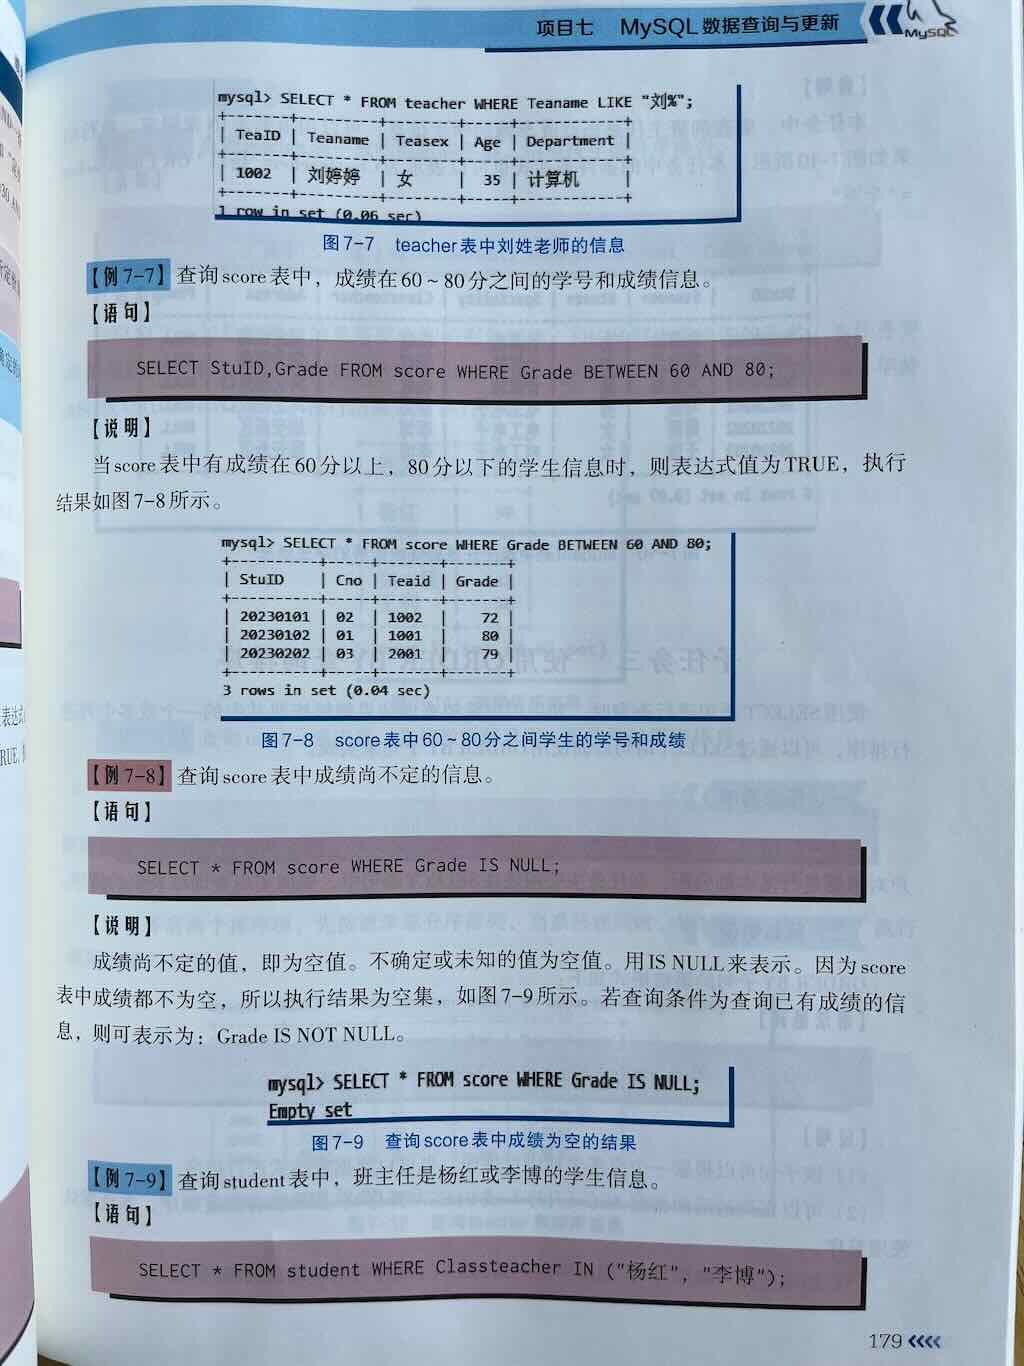 项目七 MySQL数据查询与更新
MySQL
mysql> SELECT * FROM teacher WHERE Teaname LIKE "刘%";
| TeaID | Teaname | Teasex | Age | Department |
| 1002 | 刘婷婷 | 女 | 35 | 计算机 |
1 row in set (0.06 sec)
图7-7 teacher表中刘姓老师的信息
【例7-7】查询score表中，成绩在60~80分之间的学号和成绩信息。
【语句】
SELECT StuID,Grade FROM score WHERE Grade BETWEEN 60 AND 80;
【说明】
当score表中有成绩在60分以上，80分以下的学生信息时，则表达式值为TRUE，执行
结果如图7-8所示。
mysql> SELECT * FROM score WHERE Grade BETWEEN 60 AND 80;
| StuID | Cno | Teaid | Grade |
| 20230101 | 02 | 1002 | 72 |
| 20230102 | 01 | 1001 | 80 |
| 20230202 | 03 | 2001 | 79 |
3 rows in set (0.04 sec)
图7-8 score表中60~80分之间学生的学号和成绩
【例7-8】查询score表中成绩尚不定的信息。
【语句】
SELECT * FROM score WHERE Grade IS NULL;
【说明】
成绩尚不定的值，即为空值。不确定或未知的值为空值。用IS NULL来表示。因为score
表中成绩都不为空，所以执行结果为空集，如图7-9所示。若查询条件为查询已有成绩的信
息，则可表示为：Grade IS NOT NULL。
mysql> SELECT * FROM score WHERE Grade IS NULL;
Empty set
图7-9 查询score表中成绩为空的结果
【例7-9】查询student表中，班主任是杨红或李博的学生信息。
【语句】
SELECT * FROM student WHERE Classteacher IN ("杨红", "李博");
179